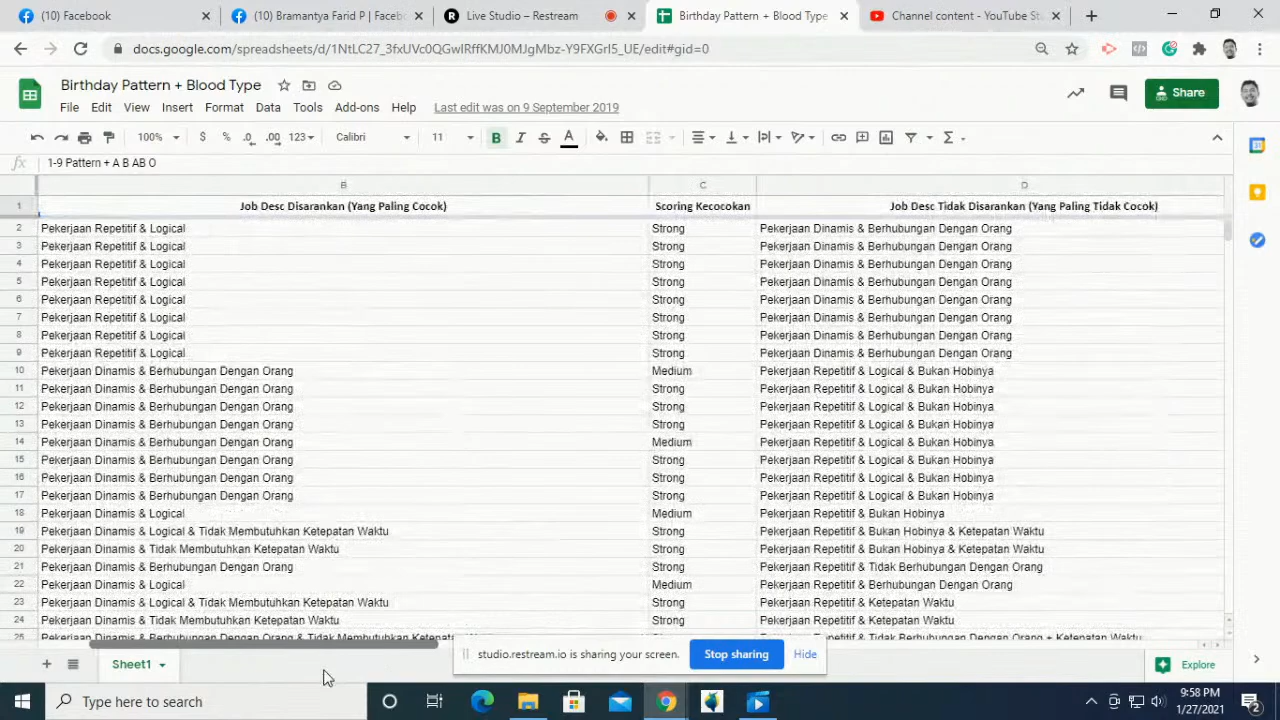 (10) Facebook
(10) Bramantya Farid P | Faceb
Live Studio – Restream
Birthday Pattern + Blood Type
Channel content - YouTube St
docs.google.com/spreadsheets/d/1NtLC27_3fxUVc0QGwIRffKMJ0MJgMbz-Y9FXGrI5_UE/edit#gid=0
Birthday Pattern + Blood Type
Share
File Edit View Insert Format Data Tools Add-ons Help Last edit was on 9 September 2019
100% $ % .0 .00 123 Calibri 11 B I S A
fx 1-9 Pattern + A B AB O
B C D
1 Job Desc Disarankan (Yang Paling Cocok) Scoring Kecocokan Job Desc Tidak Disarankan (Yang Paling Tidak Cocok)
2 Pekerjaan Repetitif & Logical Strong Pekerjaan Dinamis & Berhubungan Dengan Orang
3 Pekerjaan Repetitif & Logical Strong Pekerjaan Dinamis & Berhubungan Dengan Orang
4 Pekerjaan Repetitif & Logical Strong Pekerjaan Dinamis & Berhubungan Dengan Orang
5 Pekerjaan Repetitif & Logical Strong Pekerjaan Dinamis & Berhubungan Dengan Orang
6 Pekerjaan Repetitif & Logical Strong Pekerjaan Dinamis & Berhubungan Dengan Orang
7 Pekerjaan Repetitif & Logical Strong Pekerjaan Dinamis & Berhubungan Dengan Orang
8 Pekerjaan Repetitif & Logical Strong Pekerjaan Dinamis & Berhubungan Dengan Orang
9 Pekerjaan Repetitif & Logical Strong Pekerjaan Dinamis & Berhubungan Dengan Orang
10 Pekerjaan Dinamis & Berhubungan Dengan Orang Medium Pekerjaan Repetitif & Logical & Bukan Hobinya
11 Pekerjaan Dinamis & Berhubungan Dengan Orang Strong Pekerjaan Repetitif & Logical & Bukan Hobinya
12 Pekerjaan Dinamis & Berhubungan Dengan Orang Strong Pekerjaan Repetitif & Logical & Bukan Hobinya
13 Pekerjaan Dinamis & Berhubungan Dengan Orang Strong Pekerjaan Repetitif & Logical & Bukan Hobinya
14 Pekerjaan Dinamis & Berhubungan Dengan Orang Medium Pekerjaan Repetitif & Logical & Bukan Hobinya
15 Pekerjaan Dinamis & Berhubungan Dengan Orang Strong Pekerjaan Repetitif & Logical & Bukan Hobinya
16 Pekerjaan Dinamis & Berhubungan Dengan Orang Strong Pekerjaan Repetitif & Logical & Bukan Hobinya
17 Pekerjaan Dinamis & Berhubungan Dengan Orang Strong Pekerjaan Repetitif & Logical & Bukan Hobinya
18 Pekerjaan Dinamis & Logical Medium Pekerjaan Repetitif & Bukan Hobinya
19 Pekerjaan Dinamis & Logical & Tidak Membutuhkan Ketepatan Waktu Strong Pekerjaan Repetitif & Bukan Hobinya & Ketepatan Waktu
20 Pekerjaan Dinamis & Tidak Membutuhkan Ketepatan Waktu Strong Pekerjaan Repetitif & Bukan Hobinya & Ketepatan Waktu
21 Pekerjaan Dinamis & Berhubungan Dengan Orang Strong Pekerjaan Repetitif & Tidak Berhubungan Dengan Orang
22 Pekerjaan Dinamis & Logical Medium Pekerjaan Repetitif & Berhubungan Dengan Orang
23 Pekerjaan Dinamis & Logical & Tidak Membutuhkan Ketepatan Waktu Strong Pekerjaan Repetitif & Ketepatan Waktu
24 Pekerjaan Dinamis & Tidak Membutuhkan Ketepatan Waktu Strong Pekerjaan Repetitif & Ketepatan Waktu
25 Pekerjaan Dinamis & Berhubungan Dengan Orang & Tidak Membutuhkan Pekerjaan Repetitif & Tidak Berhubungan Dengan Orang + Ketepatan Waktu
Sheet1
studio.restream.io is sharing your screen. Stop sharing Hide
Explore
Type here to search
9:58 PM
1/27/2021
2